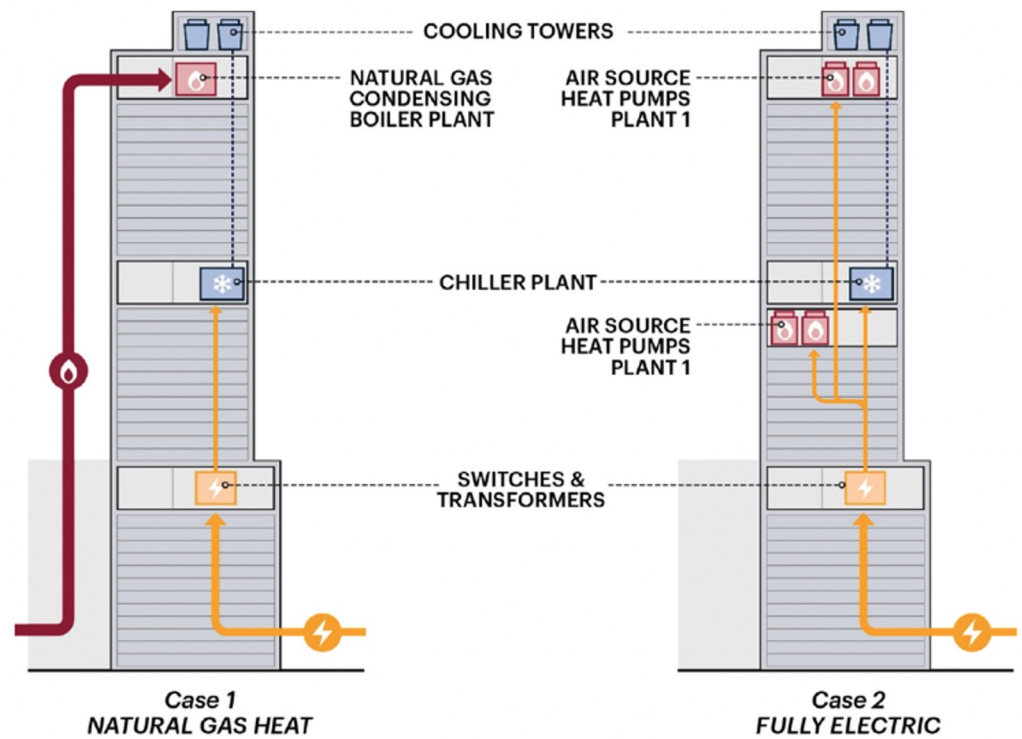 COOLING TOWERS
NATURAL GAS
CONDENSING
BOILER PLANT
AIR SOURCE
HEAT PUMPS
PLANT 1
CHILLER PLANT
AIR SOURCE
HEAT PUMPS
PLANT 1
SWITCHES &
TRANSFORMERS
Case 1
NATURAL GAS HEAT
Case 2
FULLY ELECTRIC